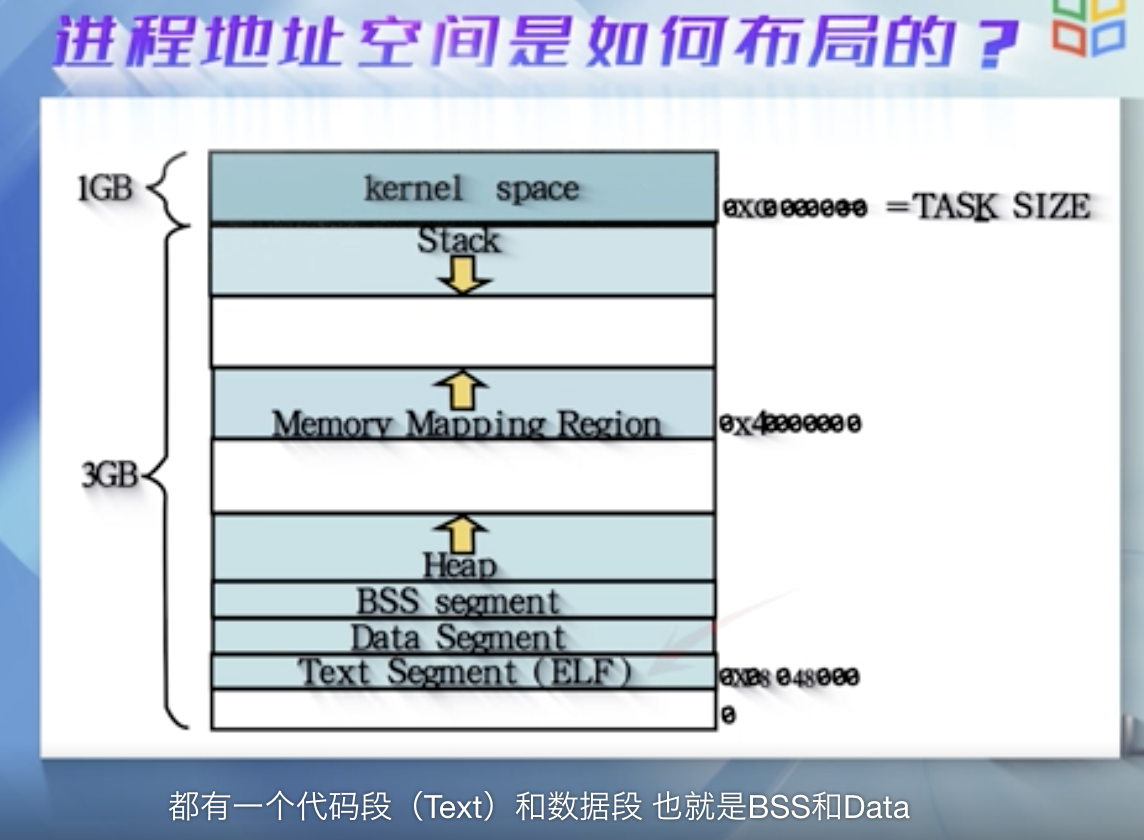 进程地址空间是如何布局的？
1GB
kernel space
0xc0000000 =TASK SIZE
Stack
Memory Mapping Region
0x40000000
3GB
Heap
BSS segment
Data Segment
Text Segment (ELF)
0X08 048000
0
都有一个代码段（Text）和数据段 也就是BSS和Data